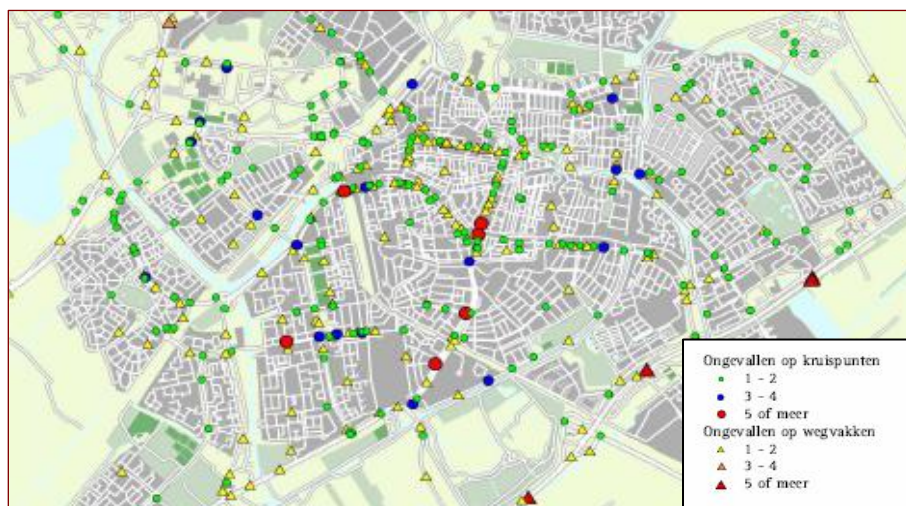 Ongevallen op kruispunten
1 - 2
3 - 4
5 of meer
Ongevallen op wegvakken
1 - 2
3 - 4
5 of meer